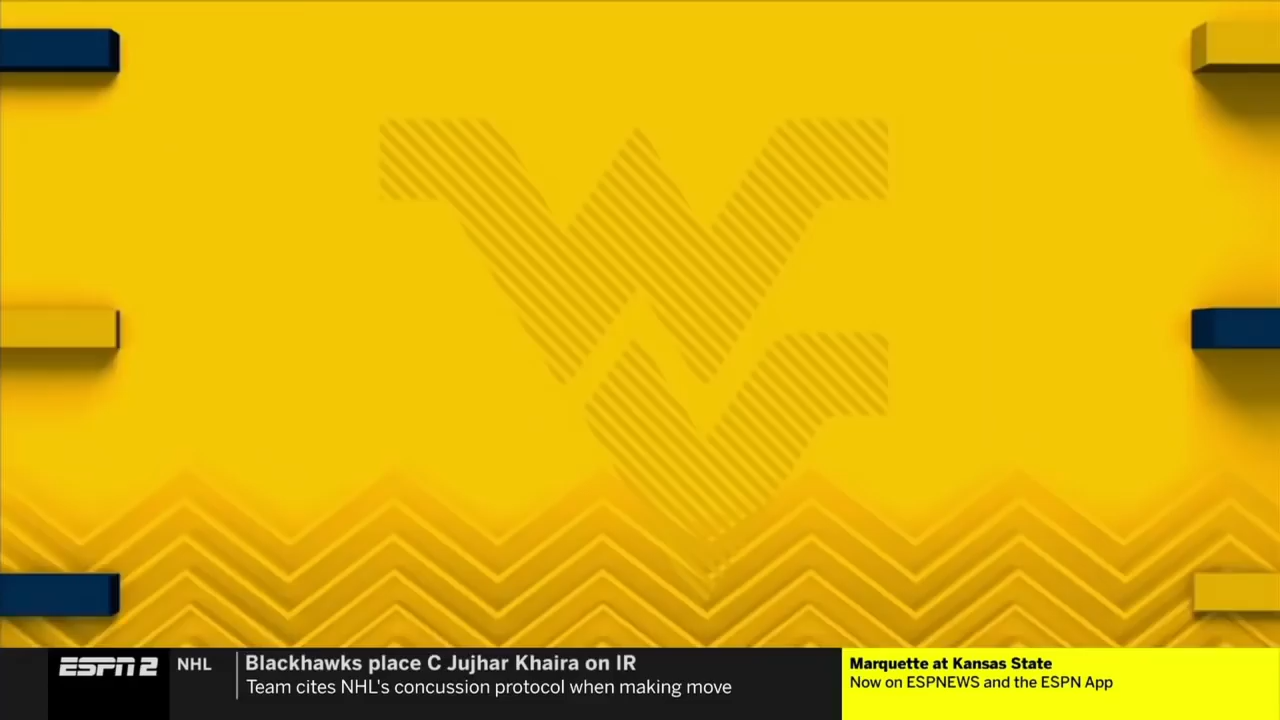 ESPN2
NHL
Blackhawks place C Jujhar Khaira on IR
Team cites NHL's concussion protocol when making move
Marquette at Kansas State
Now on ESPNEWS and the ESPN App